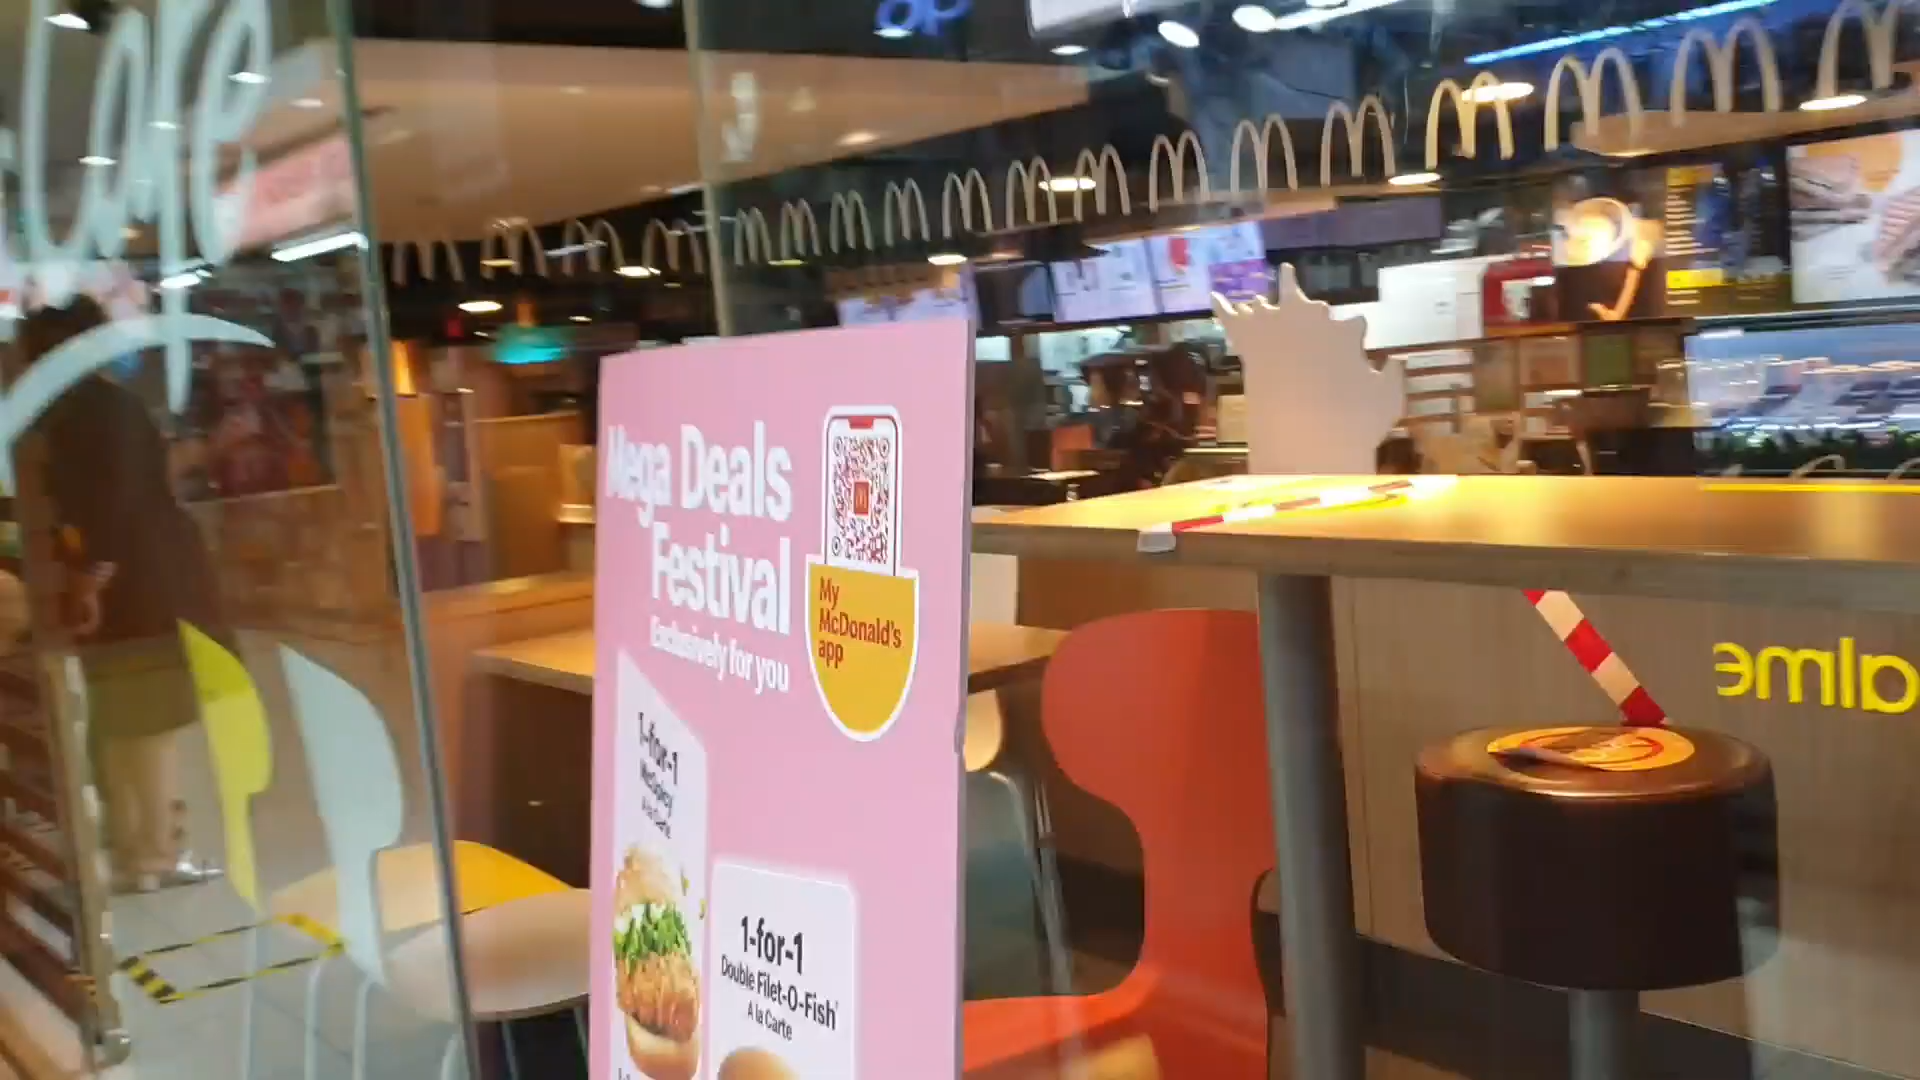 Mega Deals
Festival
Exclusively for you
My
McDonald's
app
1-for-1
McSpicy
A la Carte
1-for-1
Double Filet-O-Fish
A la Carte
alme